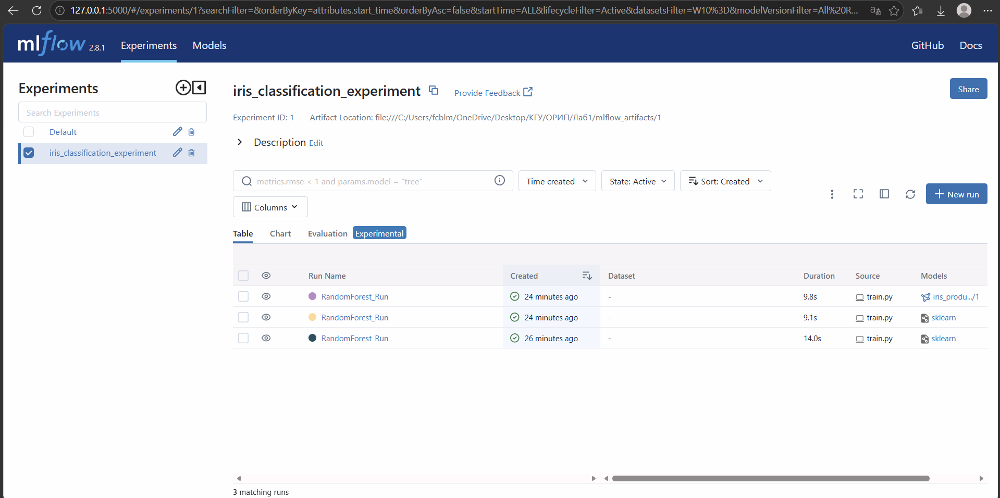 127.0.0.1:5000/#/experiments/1?searchFilter=&orderByKey=attributes.start_time&orderByAsc=false&startTime=ALL&lifecycleFilter=Active&datasetsFilter=W10%3D&modelVersionFilter=All%20R...
mlflow 2.8.1 Experiments Models GitHub Docs
Experiments
Search Experiments
Default
iris_classification_experiment
iris_classification_experiment Provide Feedback Share
Experiment ID: 1 Artifact Location: file:///C:/Users/fcblm/OneDrive/Desktop/КГУ/ОРИП/Лаб1/mlflow_artifacts/1
Description Edit
metrics.rmse < 1 and params.model = "tree" Time created State: Active Sort: Created
New run
Columns
Table Chart Evaluation Experimental
Run Name Created Dataset Duration Source Models
RandomForest_Run 24 minutes ago - 9.8s train.py iris_produ.../1
RandomForest_Run 24 minutes ago - 9.1s train.py sklearn
RandomForest_Run 26 minutes ago - 14.0s train.py sklearn
3 matching runs